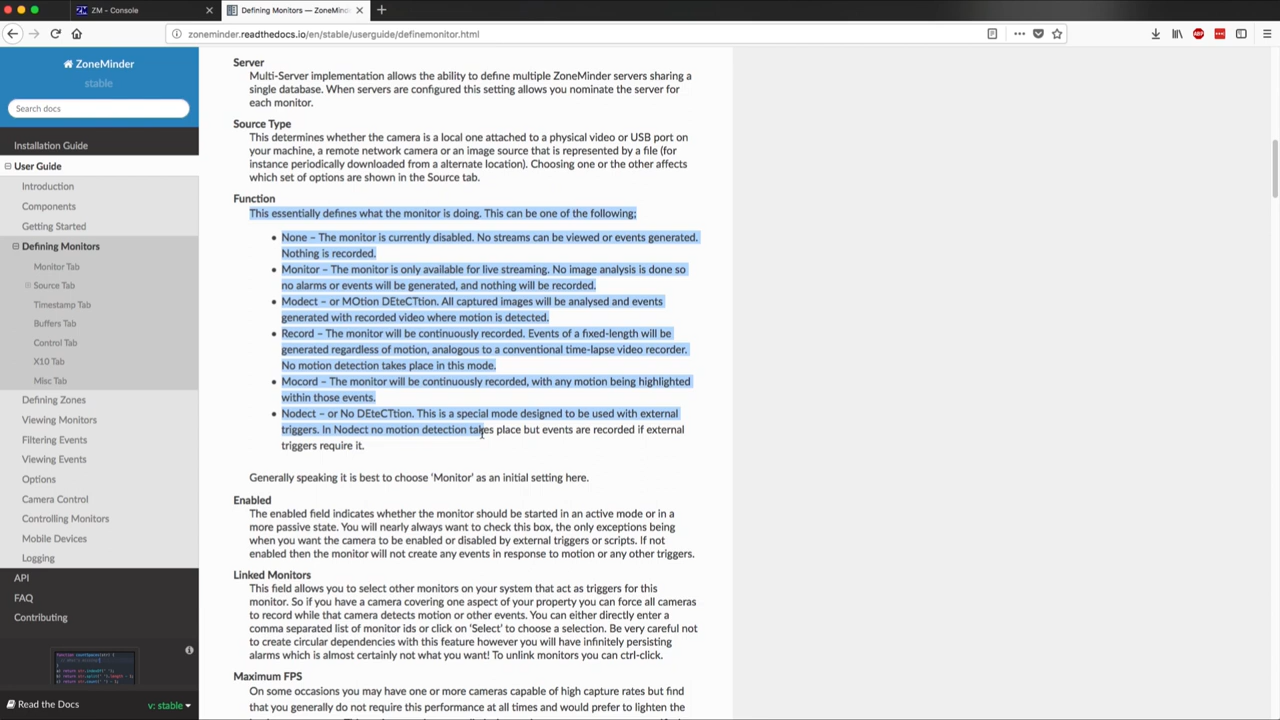 ZM - Console
Defining Monitors — ZoneMind
zoneminder.readthedocs.io/en/stable/userguide/definemonitor.html
ZoneMinder
stable
Search docs
Installation Guide
User Guide
Introduction
Components
Getting Started
Defining Monitors
Monitor Tab
Source Tab
Timestamp Tab
Buffers Tab
Control Tab
X10 Tab
Misc Tab
Defining Zones
Viewing Monitors
Filtering Events
Viewing Events
Options
Camera Control
Controlling Monitors
Mobile Devices
Logging
API
FAQ
Contributing
Read the Docs
v: stable
Server
Multi-Server implementation allows the ability to define multiple ZoneMinder servers sharing a
single database. When servers are configured this setting allows you nominate the server for
each monitor.
Source Type
This determines whether the camera is a local one attached to a physical video or USB port on
your machine, a remote network camera or an image source that is represented by a file (for
instance periodically downloaded from a alternate location). Choosing one or the other affects
which set of options are shown in the Source tab.
Function
This essentially defines what the monitor is doing. This can be one of the following;
• None – The monitor is currently disabled. No streams can be viewed or events generated.
Nothing is recorded.
• Monitor – The monitor is only available for live streaming. No image analysis is done so
no alarms or events will be generated, and nothing will be recorded.
• Modect – or MOtion DEteCTtion. All captured images will be analysed and events
generated with recorded video where motion is detected.
• Record – The monitor will be continuously recorded. Events of a fixed-length will be
generated regardless of motion, analogous to a conventional time-lapse video recorder.
No motion detection takes place in this mode.
• Mocord – The monitor will be continuously recorded, with any motion being highlighted
within those events.
• Nodect – or No DEteCTtion. This is a special mode designed to be used with external
triggers. In Nodect no motion detection takes place but events are recorded if external
triggers require it.
Generally speaking it is best to choose ‘Monitor’ as an initial setting here.
Enabled
The enabled field indicates whether the monitor should be started in an active mode or in a
more passive state. You will nearly always want to check this box, the only exceptions being
when you want the camera to be enabled or disabled by external triggers or scripts. If not
enabled then the monitor will not create any events in response to motion or any other triggers.
Linked Monitors
This field allows you to select other monitors on your system that act as triggers for this
monitor. So if you have a camera covering one aspect of your property you can force all cameras
to record while that camera detects motion or other events. You can either directly enter a
comma separated list of monitor ids or click on ‘Select’ to choose a selection. Be very careful not
to create circular dependencies with this feature however you will have infinitely persisting
alarms which is almost certainly not what you want! To unlink monitors you can ctrl-click.
Maximum FPS
On some occasions you may have one or more cameras capable of high capture rates but find
that you generally do not require this performance at all times and would prefer to lighten the